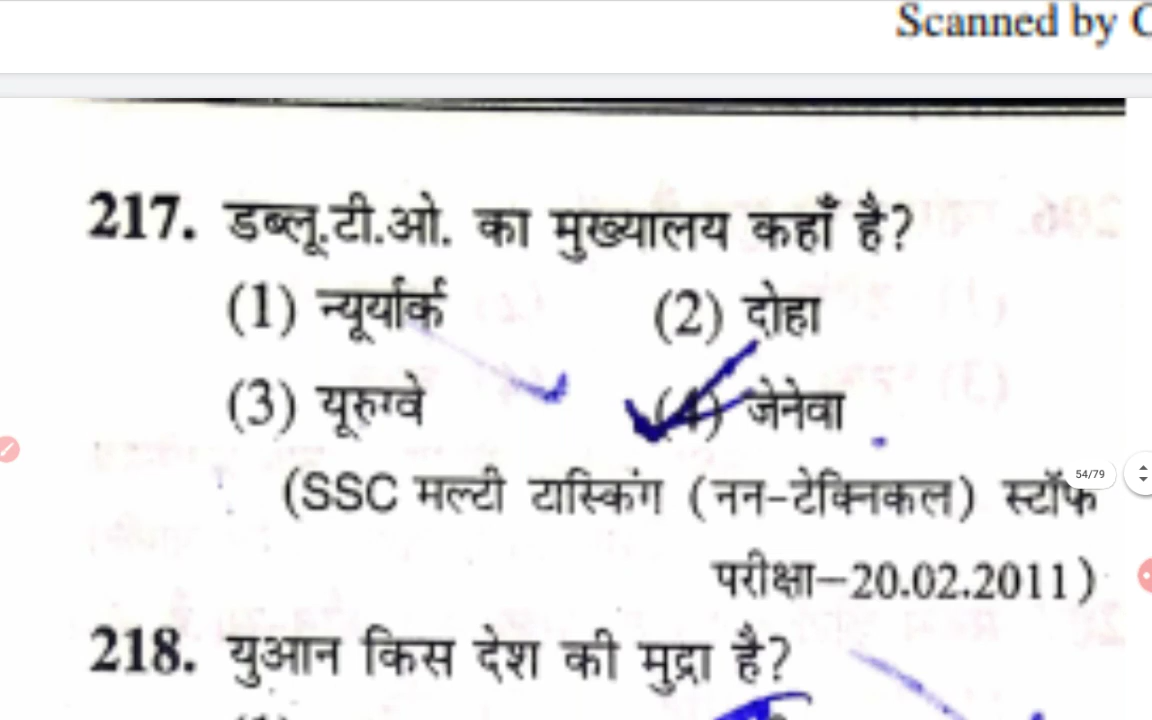 Scanned by C
217. डब्लू.टी.ओ. का मुख्यालय कहाँ है?
(1) न्यूयॉर्क (2) दोहा
(3) यूरुग्वे (4) जेनेवा
(SSC मल्टी टास्किंग (नन-टेक्निकल) स्टॉफ
54/79
परीक्षा–20.02.2011)
218. युआन किस देश की मुद्रा है?